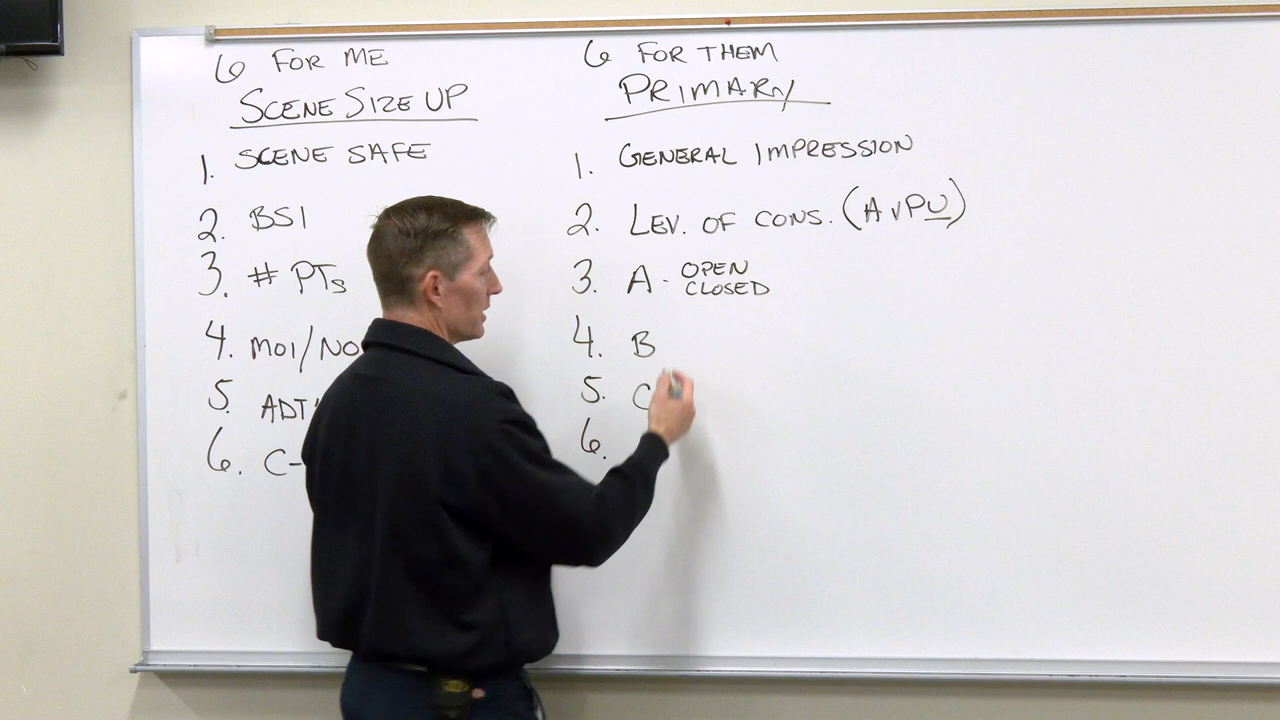 6 FOR ME
SCENE SIZE UP
1. SCENE SAFE
2. BSI
3. # PTs
4. MOI/NO
5. ADT
6. C-
6 FOR THEM
PRIMARY
1. GENERAL IMPRESSION
2. LEV. OF CONS. (AVPU)
3. A - OPEN
CLOSED
4. B
5. C
6.